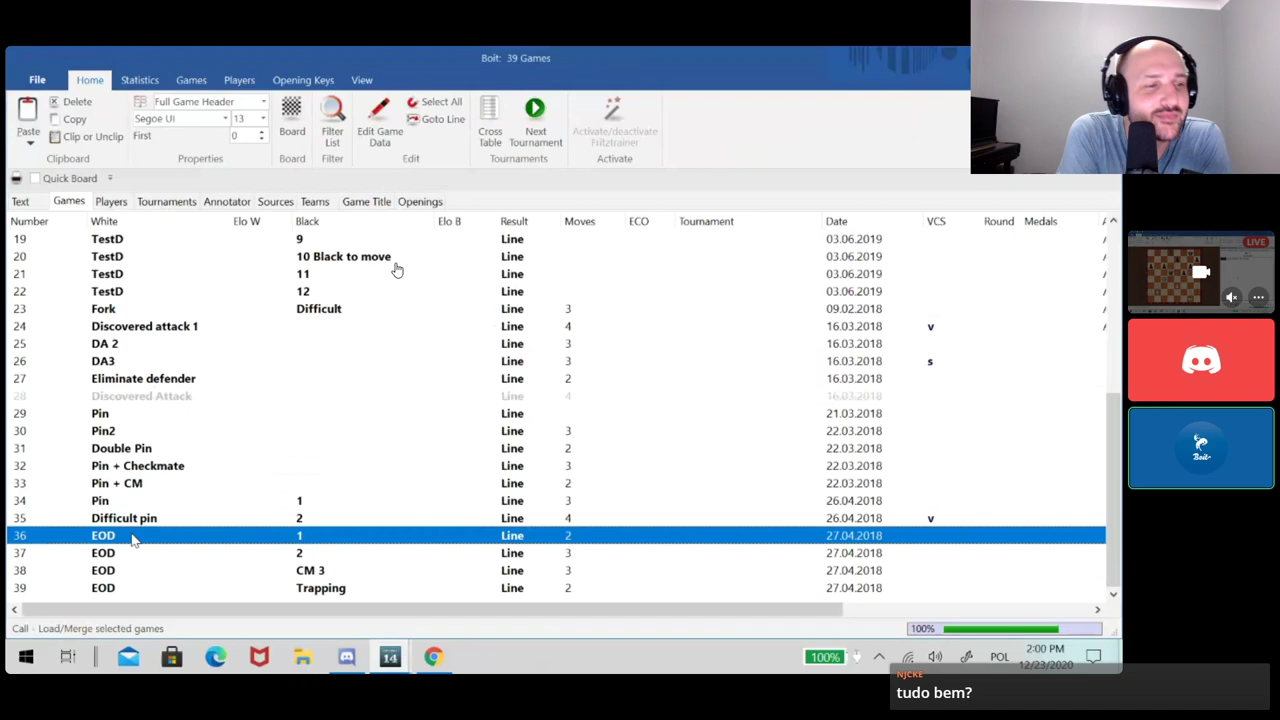 Boit: 39 Games
File Home Statistics Games Players Opening Keys View
Paste
Delete
Copy
Clip or Unclip
Clipboard
Full Game Header
Segoe UI 13
First 0
Properties
Board
Board
Filter List
Filter
Edit Game Data
Select All
Goto Line
Edit
Cross Table
Next Tournament
Tournaments
Activate/deactivate Fritztrainer
Activate
Quick Board
Text Games Players Tournaments Annotator Sources Teams Game Title Openings
Number White Elo W Black Elo B Result Moves ECO Tournament Date VCS Round Medals
19 TestD 9 Line 03.06.2019
20 TestD 10 Black to move Line 03.06.2019
21 TestD 11 Line 03.06.2019
22 TestD 12 Line 03.06.2019
23 Fork Difficult Line 3 09.02.2018
24 Discovered attack 1 Line 4 16.03.2018 v
25 DA 2 Line 3 16.03.2018
26 DA3 Line 3 16.03.2018 s
27 Eliminate defender Line 2 16.03.2018
28 Discovered Attack Line 4 16.03.2018
29 Pin Line 21.03.2018
30 Pin2 Line 3 22.03.2018
31 Double Pin Line 2 22.03.2018
32 Pin + Checkmate Line 3 22.03.2018
33 Pin + CM Line 2 22.03.2018
34 Pin 1 Line 3 26.04.2018
35 Difficult pin 2 Line 4 26.04.2018 v
36 EOD 1 Line 2 27.04.2018
37 EOD 2 Line 3 27.04.2018
38 EOD CM 3 Line 3 27.04.2018
39 EOD Trapping Line 2 27.04.2018
Call - Load/Merge selected games
100%
14
100%
POL
2:00 PM
12/23/2020
LIVE
Boit
NJCKE
tudo bem?